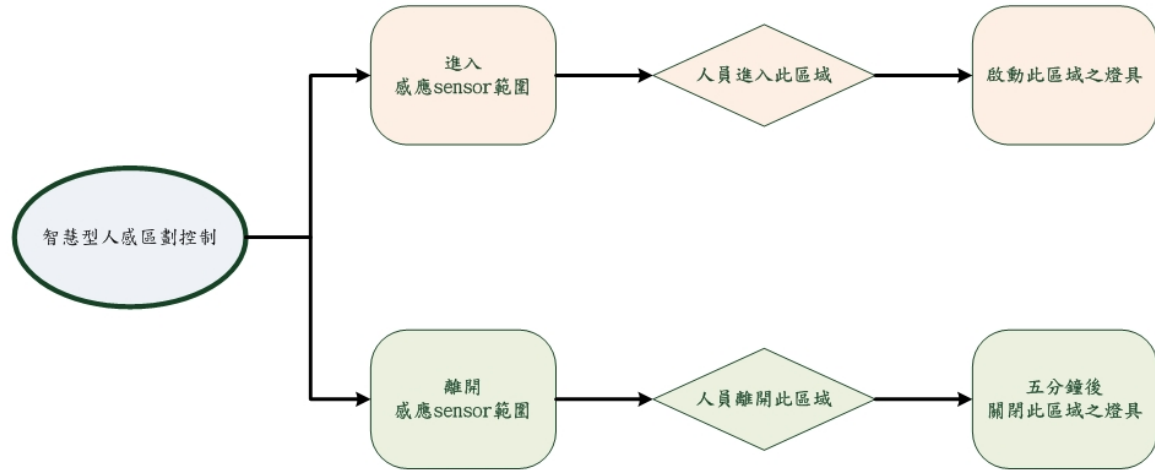 進入
感應sensor範圍
人員進入此區域
啟動此區域之燈具
智慧型人感區劃控制
離開
感應sensor範圍
人員離開此區域
五分鐘後
關閉此區域之燈具